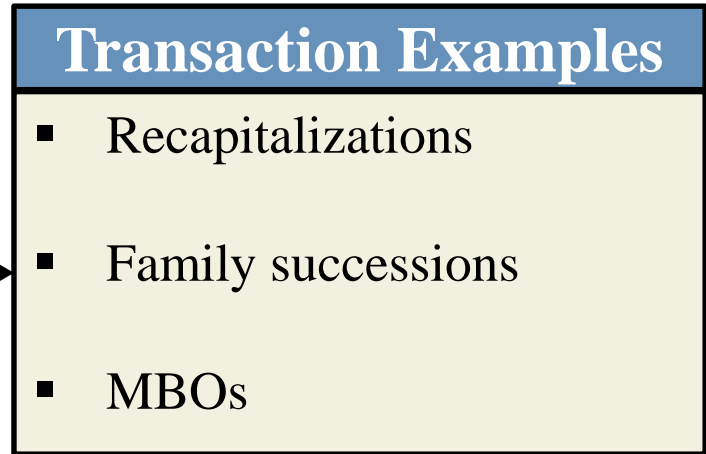 Transaction Examples
▪ Recapitalizations
▪ Family successions
▪ MBOs